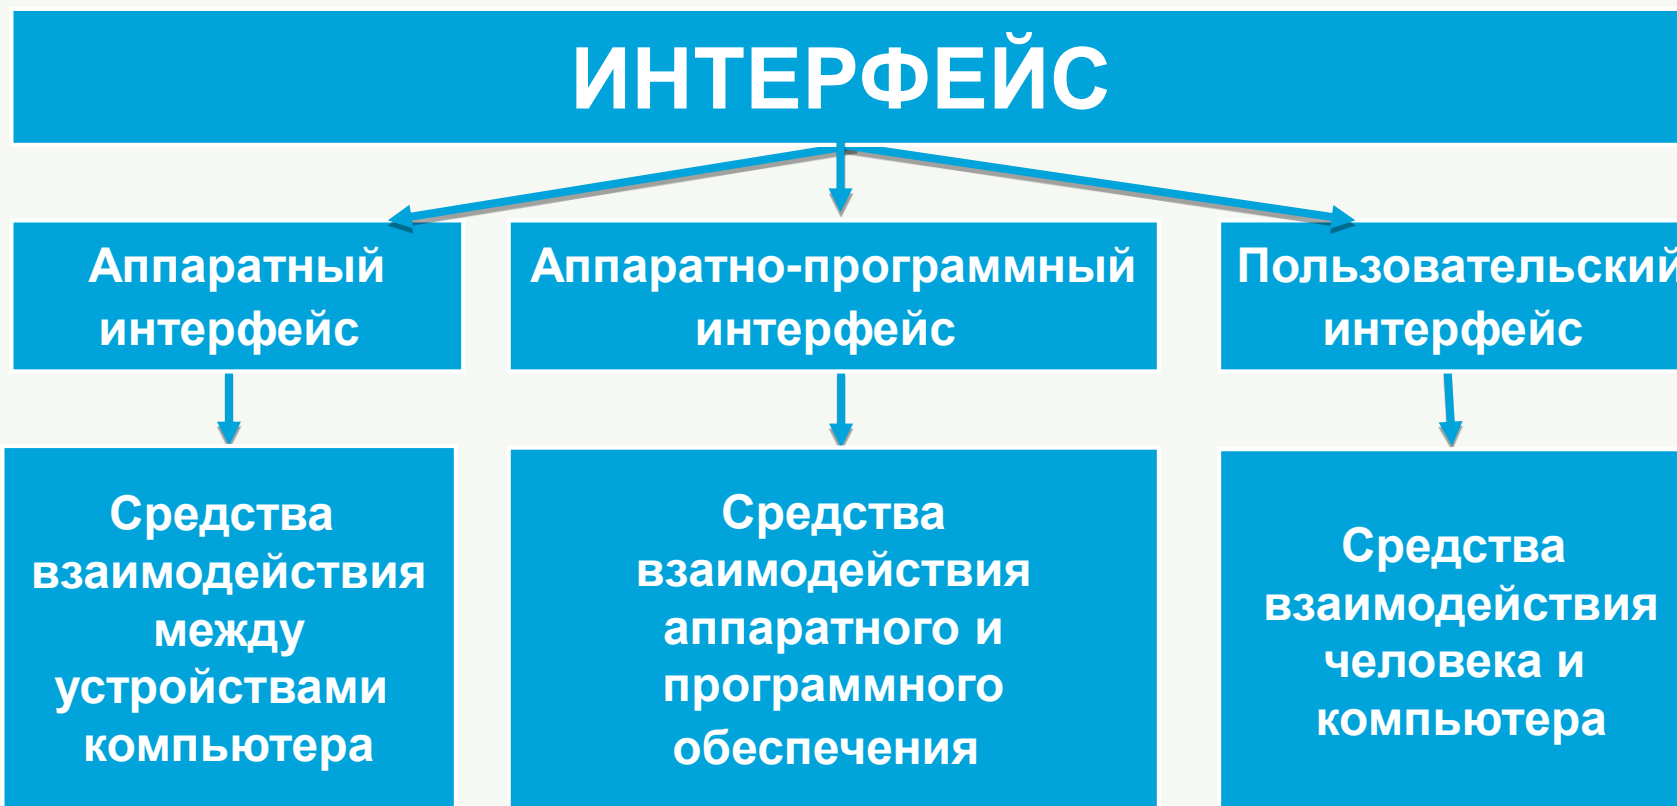 ИНТЕРФЕЙС
Аппаратный
интерфейс
Аппаратно-программный
интерфейс
Пользовательский
интерфейс
Средства
взаимодействия
между
устройствами
компьютера
Средства
взаимодействия
аппаратного и
программного
обеспечения
Средства
взаимодействия
человека и
компьютера